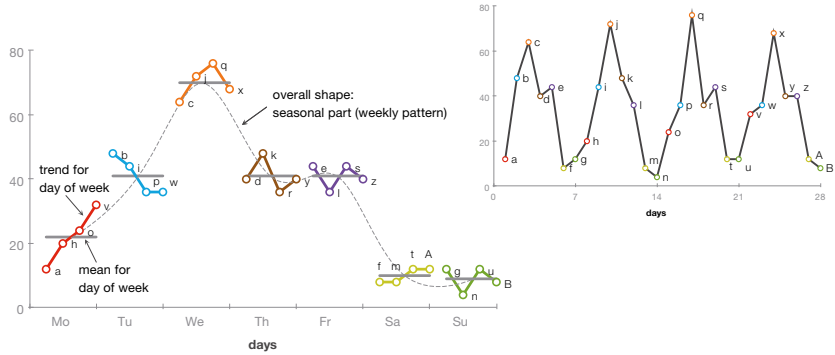 80
60
40
20
0
Mo
Tu
We
Th
Fr
Sa
Su
days
trend for
day of week
mean for
day of week
overall shape:
seasonal part (weekly pattern)
a
h
o
v
b
i
p
w
c
j
q
x
d
k
r
y
e
l
s
z
f
m
t
A
g
n
u
B
80
60
40
20
0
0
7
14
21
28
days
a
b
c
d
e
f
g
h
i
j
k
l
m
n
o
p
q
r
s
t
u
v
w
x
y
z
A
B